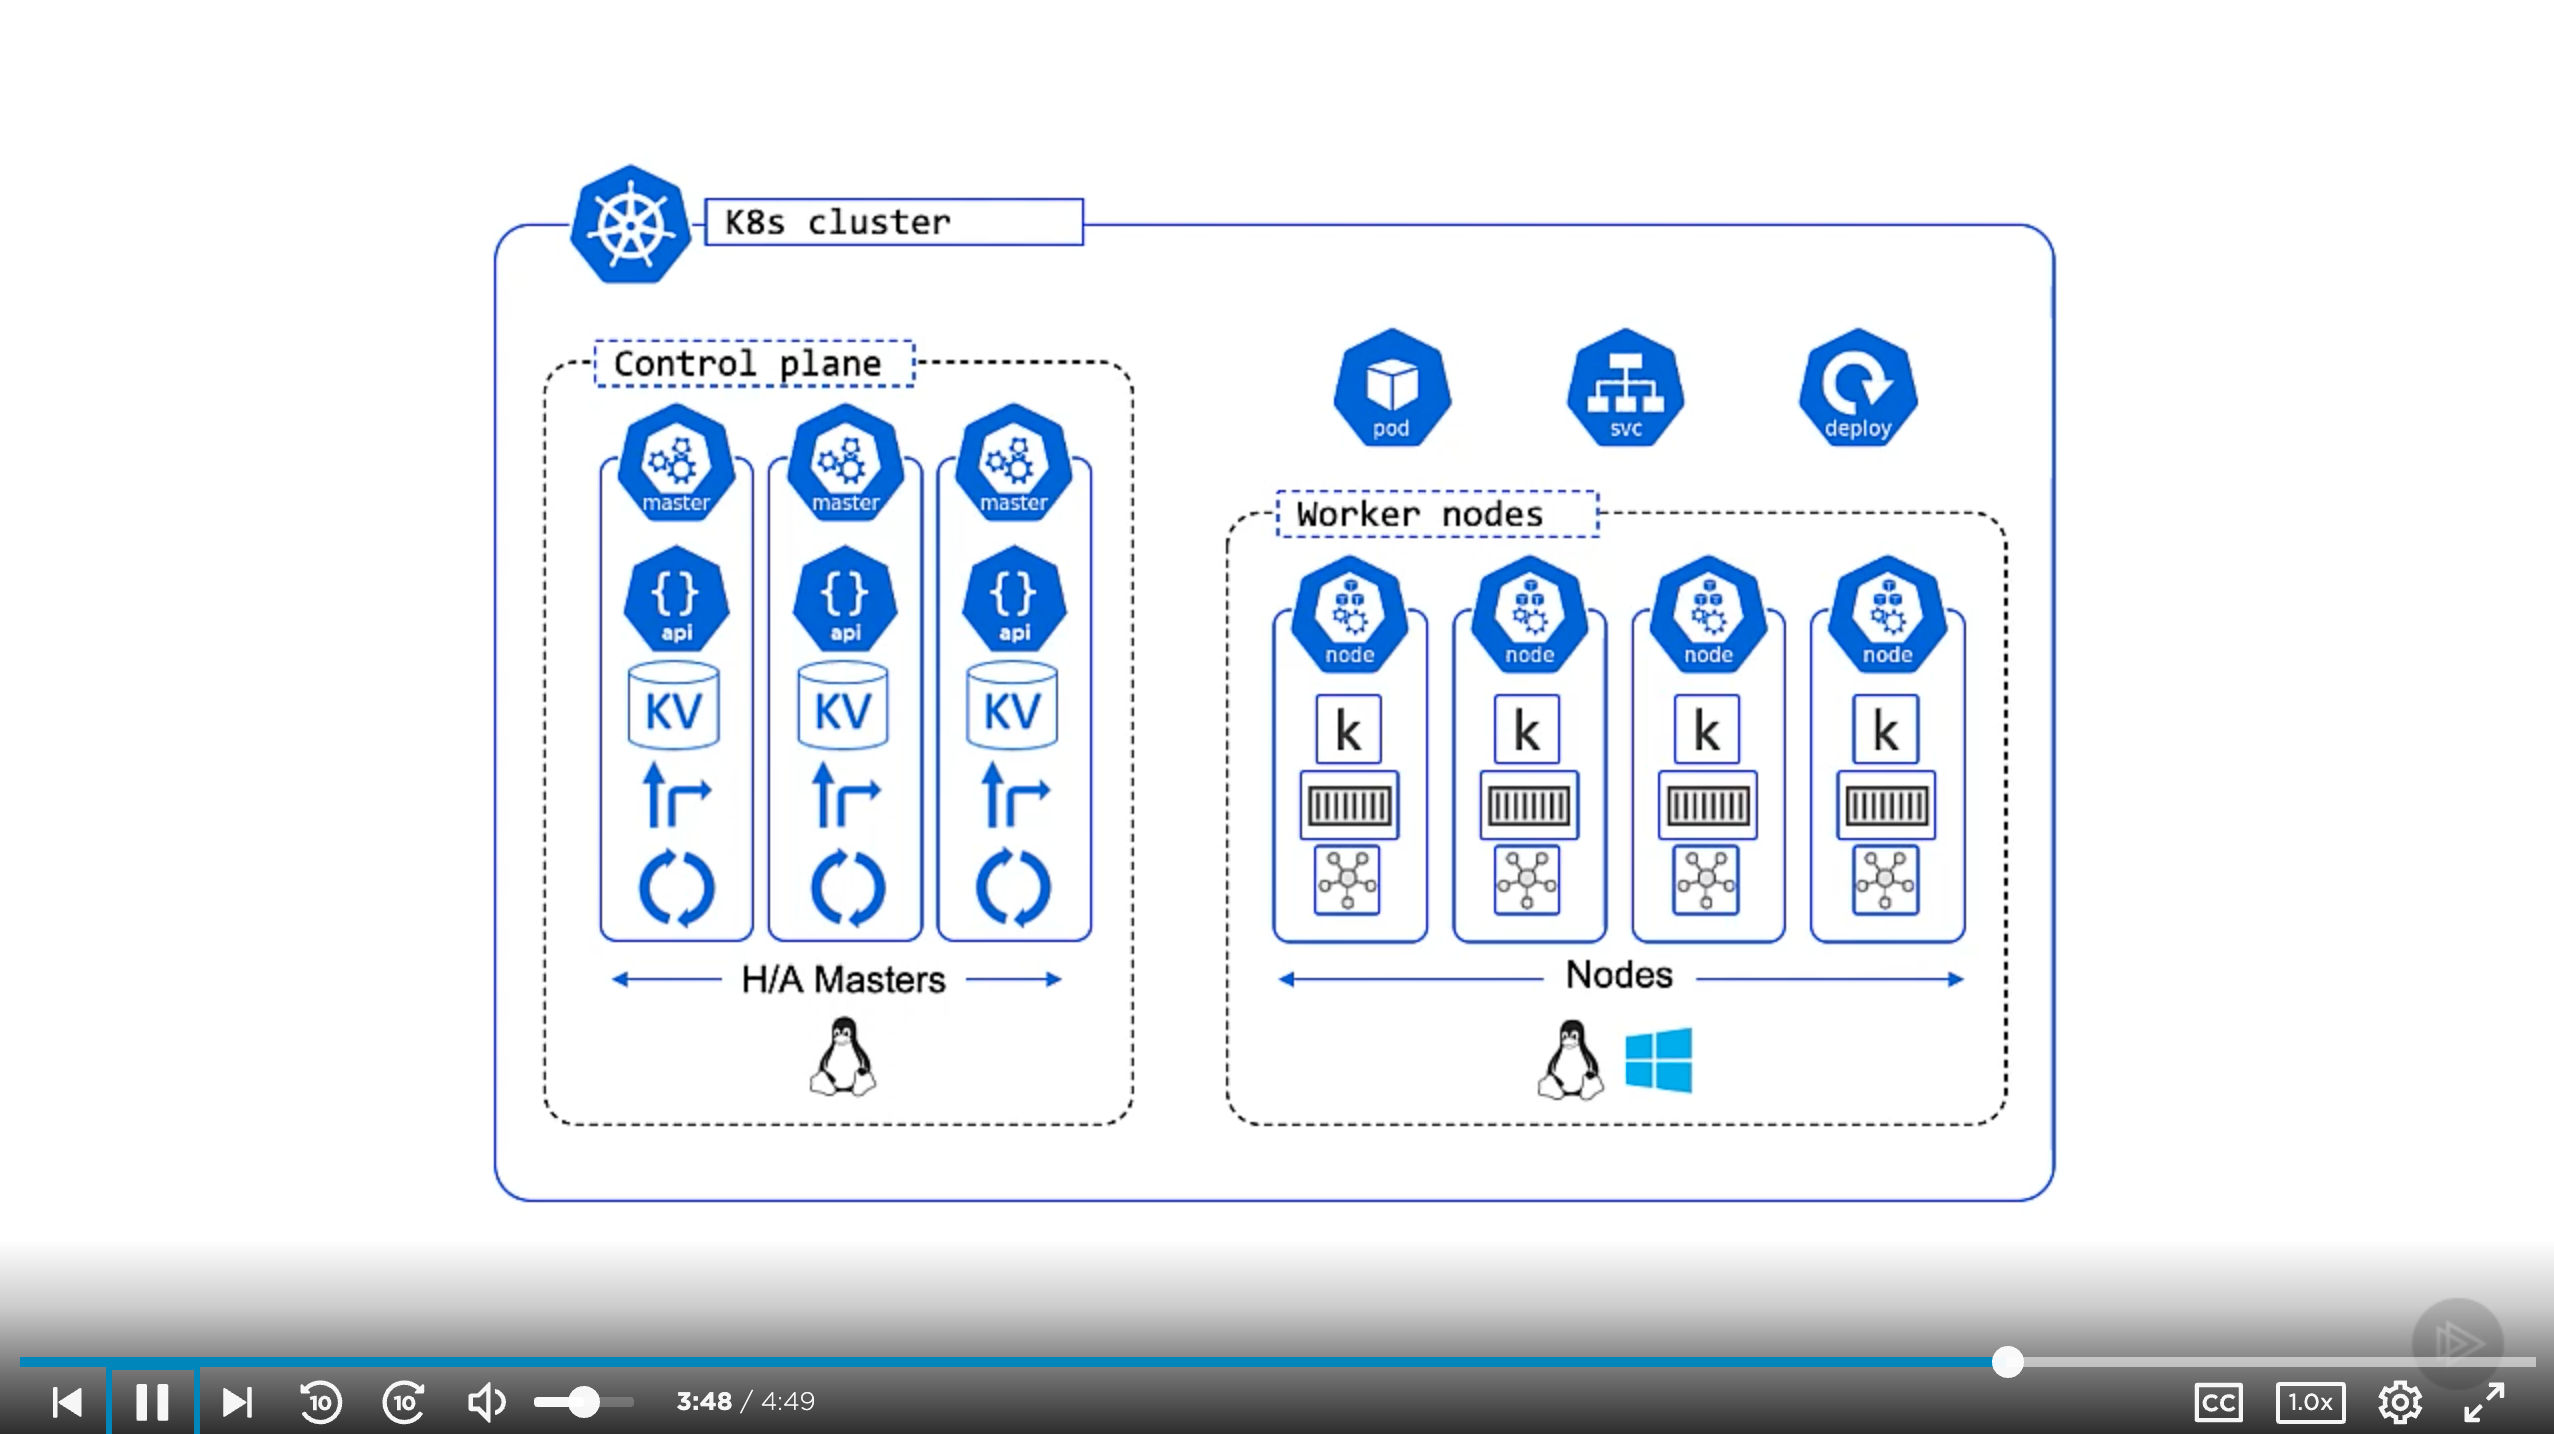 K8s cluster
Control plane
master master master
api api api
KV KV KV
H/A Masters
pod svc deploy
Worker nodes
node node node node
k k k k
Nodes
10 10 3:48 / 4:49 CC 1.0x